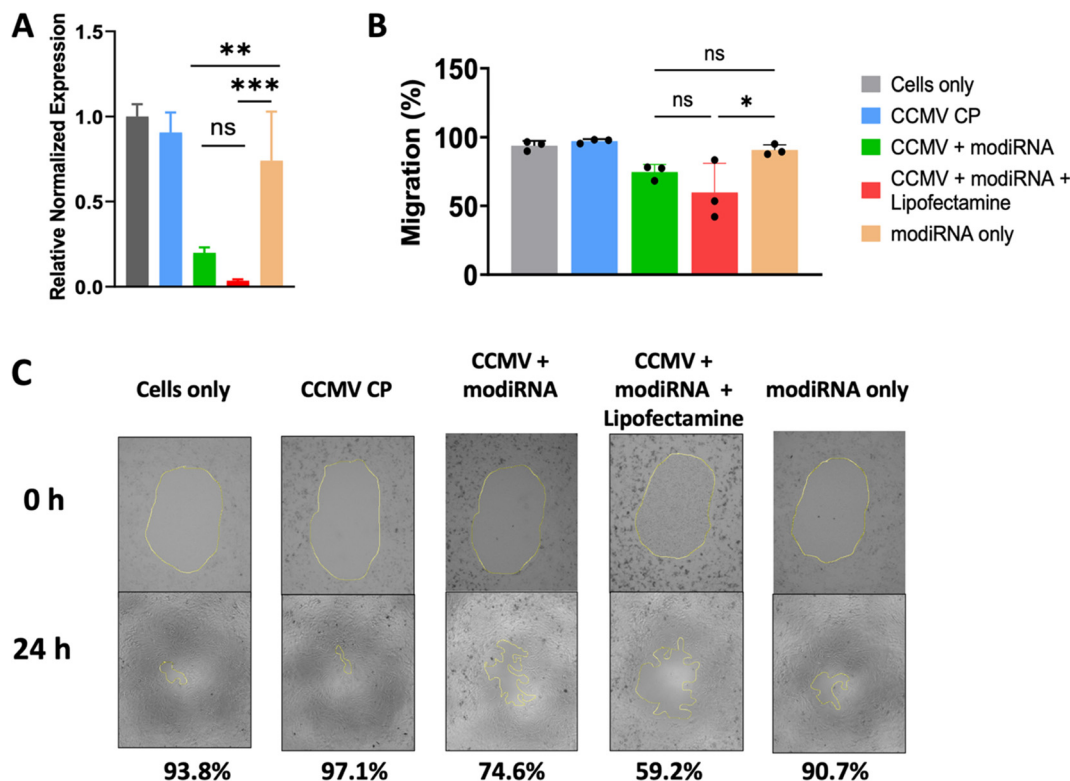 A
Relative Normalized Expression
1.5
1.0
0.5
0.0
**
***
ns
B
Migration (%)
150
100
50
0
ns
ns
*
Cells only
CCMV CP
CCMV + modiRNA
CCMV + modiRNA +
Lipofectamine
modiRNA only
C
Cells only
CCMV CP
CCMV +
modiRNA
CCMV +
modiRNA +
Lipofectamine
modiRNA only
0 h
24 h
93.8%
97.1%
74.6%
59.2%
90.7%